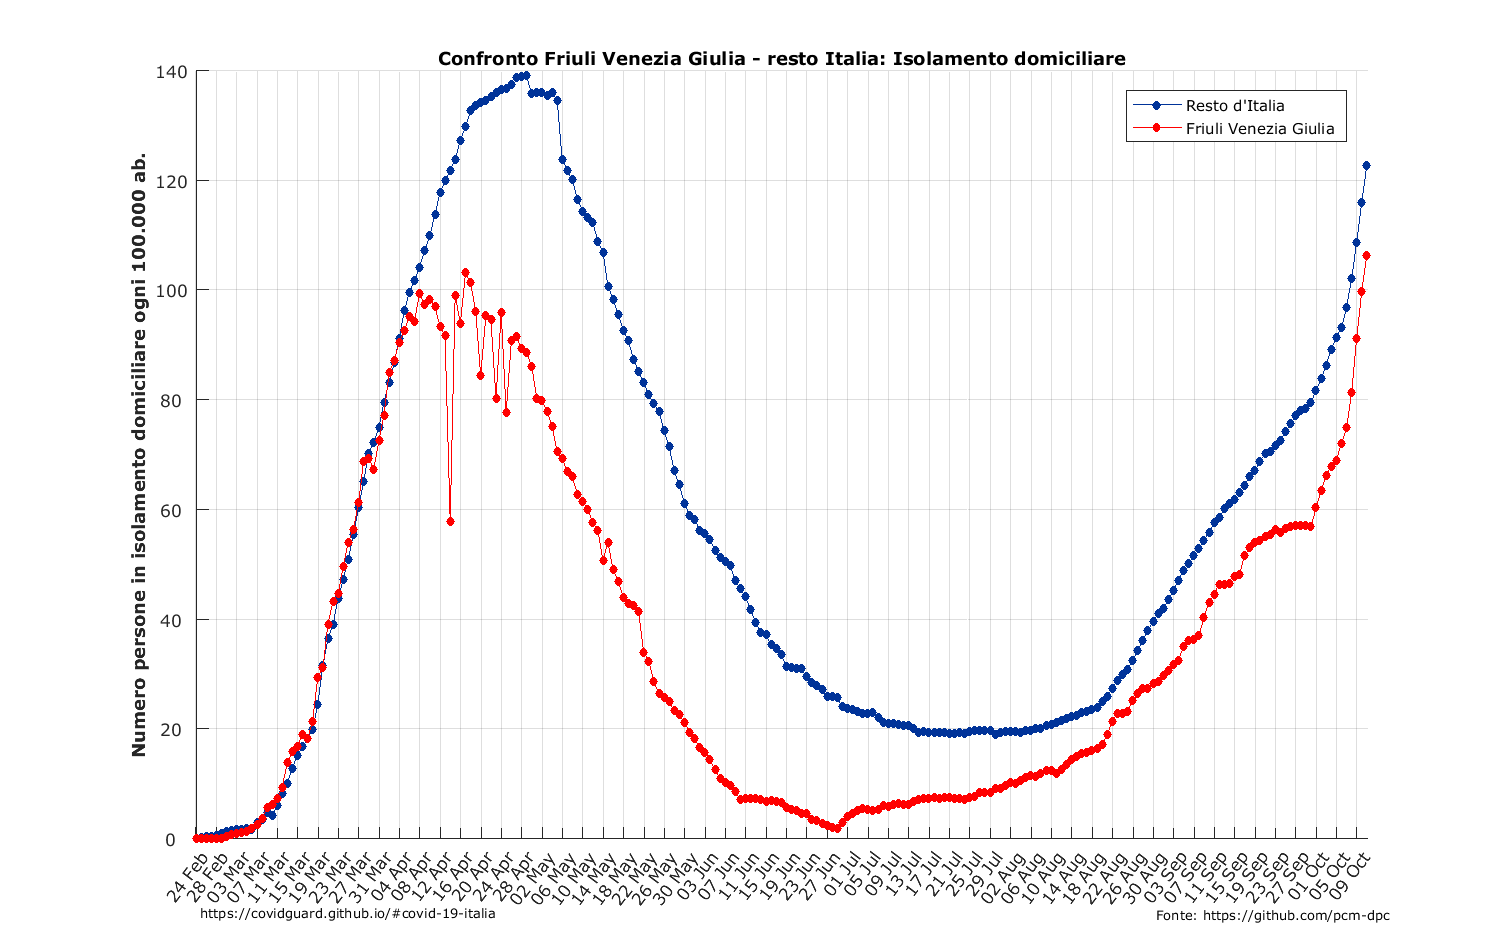 Confronto Friuli Venezia Giulia - resto Italia: Isolamento domiciliare
Numero persone in isolamento domiciliare ogni 100.000 ab.
140
120
100
80
60
40
20
0
Resto d'Italia
Friuli Venezia Giulia
24 Feb
28 Feb
03 Mar
07 Mar
11 Mar
15 Mar
19 Mar
23 Mar
27 Mar
31 Mar
04 Apr
08 Apr
12 Apr
16 Apr
20 Apr
24 Apr
28 Apr
02 May
06 May
10 May
14 May
18 May
22 May
26 May
30 May
03 Jun
07 Jun
11 Jun
15 Jun
19 Jun
23 Jun
27 Jun
01 Jul
05 Jul
09 Jul
13 Jul
17 Jul
21 Jul
25 Jul
29 Jul
02 Aug
06 Aug
10 Aug
14 Aug
18 Aug
22 Aug
26 Aug
30 Aug
03 Sep
07 Sep
11 Sep
15 Sep
19 Sep
23 Sep
27 Sep
01 Oct
05 Oct
09 Oct
https://covidguard.github.io/#covid-19-italia
Fonte: https://github.com/pcm-dpc